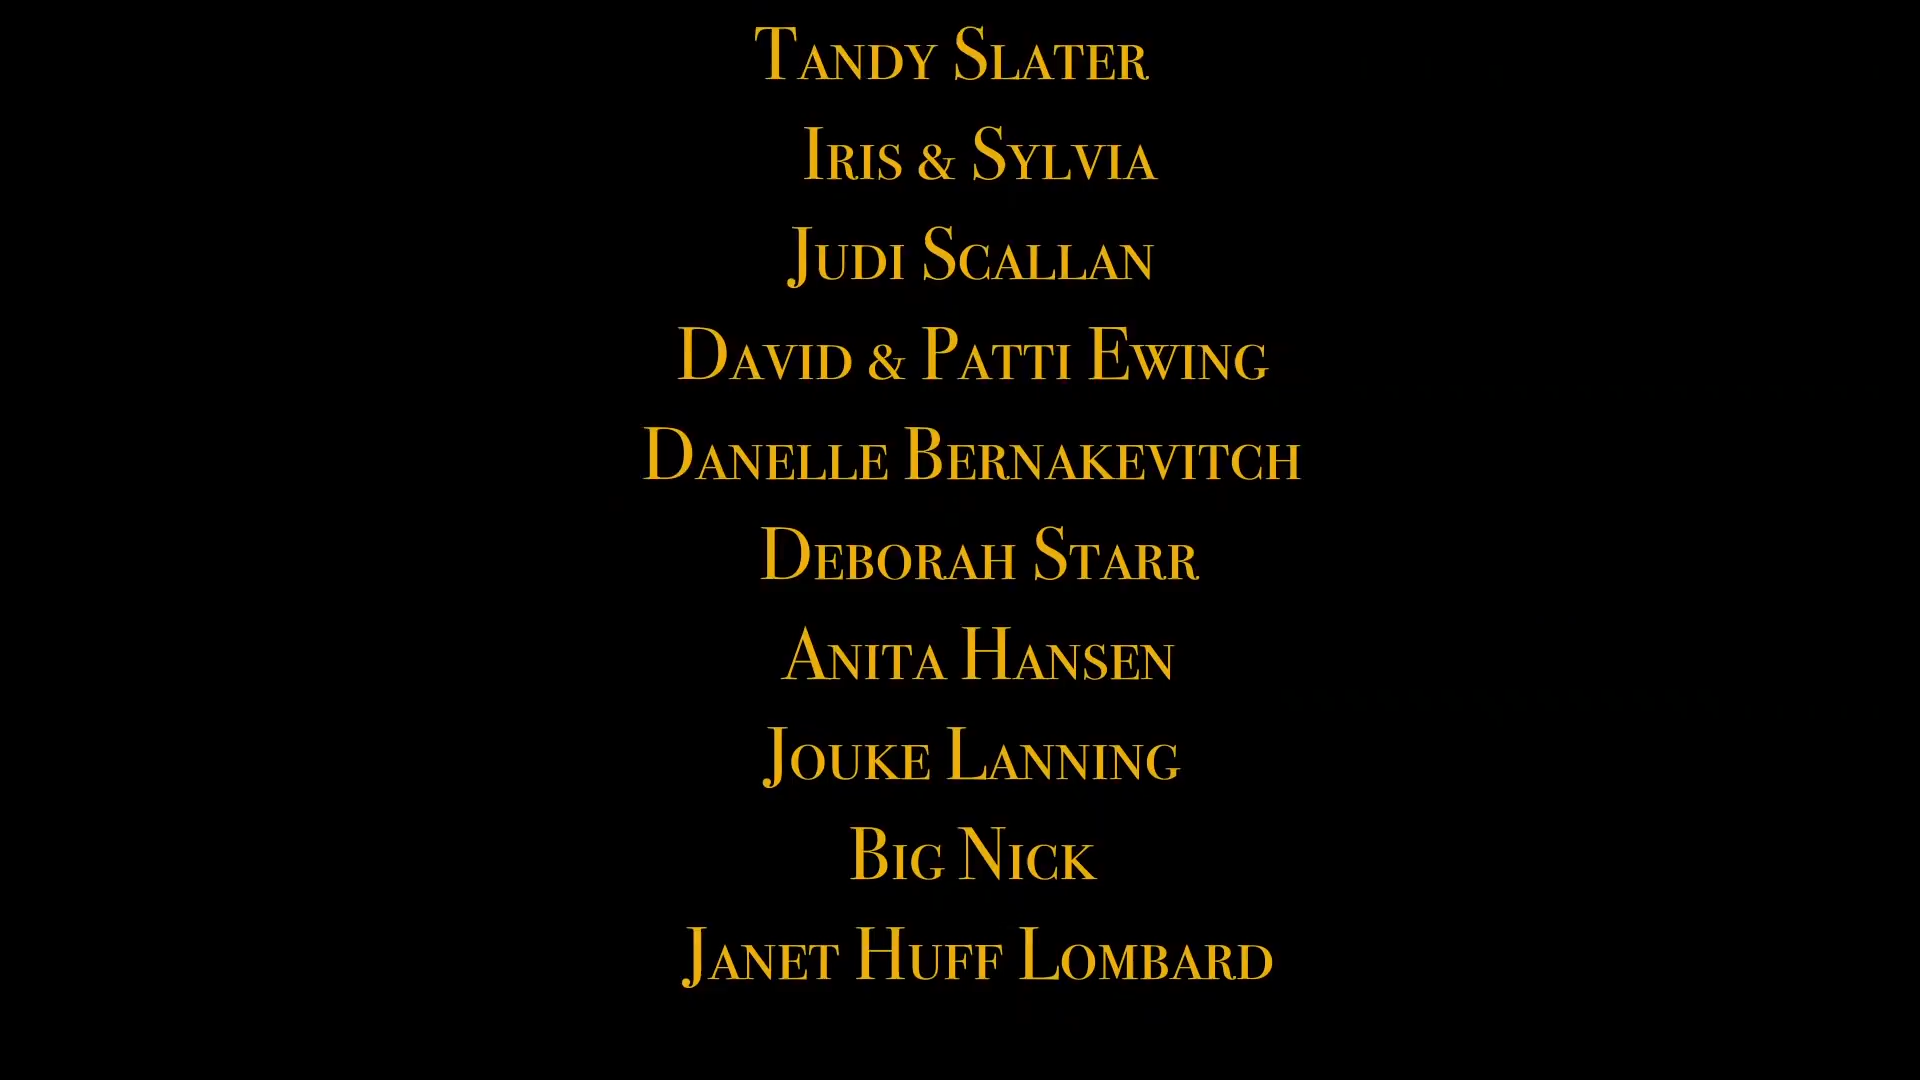 Tandy Slater
Iris & Sylvia
Judi Scallan
David & Patti Ewing
Danelle Bernakevitch
Deborah Starr
Anita Hansen
Jouke Lanning
Big Nick
Janet Huff Lombard